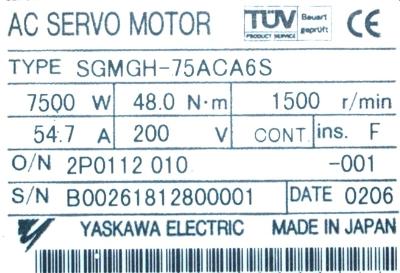 AC SERVO MOTOR TÜV PRODUCT SERVICE Bauart geprüft CE
TYPE SGMGH-75ACA6S
7500 W 48.0 N·m 1500 r/min
54.7 A 200 V CONT ins. F
O/N 2P0112 010 -001
S/N B00261812800001 DATE 0206
YASKAWA ELECTRIC MADE IN JAPAN